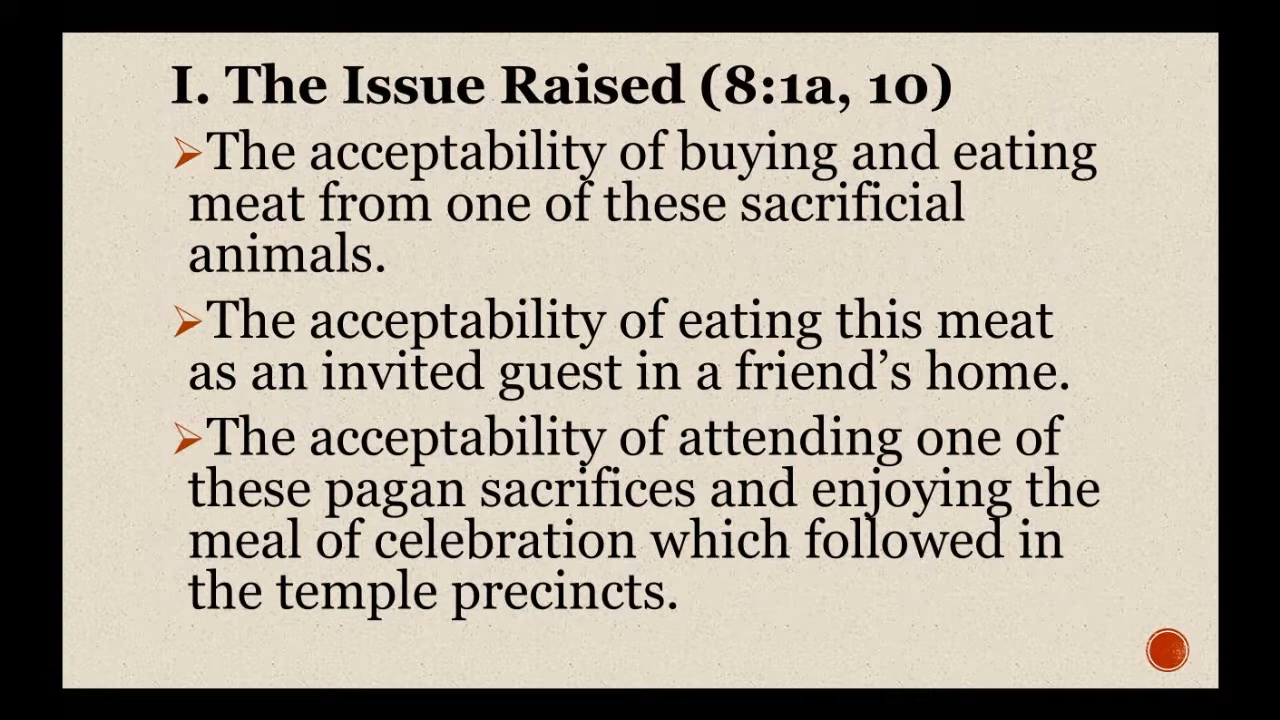 I. The Issue Raised (8:1a, 10)
➢The acceptability of buying and eating
meat from one of these sacrificial
animals.
➢The acceptability of eating this meat
as an invited guest in a friend’s home.
➢The acceptability of attending one of
these pagan sacrifices and enjoying the
meal of celebration which followed in
the temple precincts.